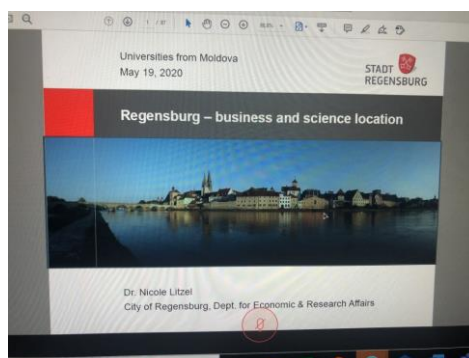 Universities from Moldova
May 19, 2020
STADT
REGENSBURG
Regensburg – business and science location
Dr. Nicole Litzel
City of Regensburg, Dept. for Economic & Research Affairs